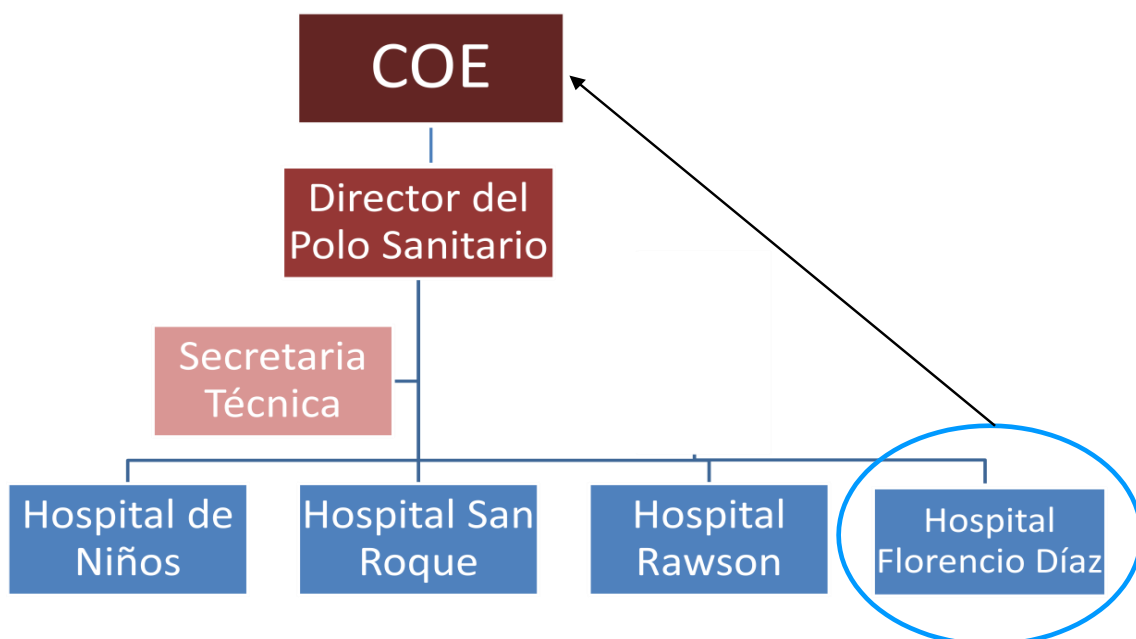 COE
Director del
Polo Sanitario
Secretaria
Técnica
Hospital de
Niños
Hospital San
Roque
Hospital
Rawson
Hospital
Florencio Díaz